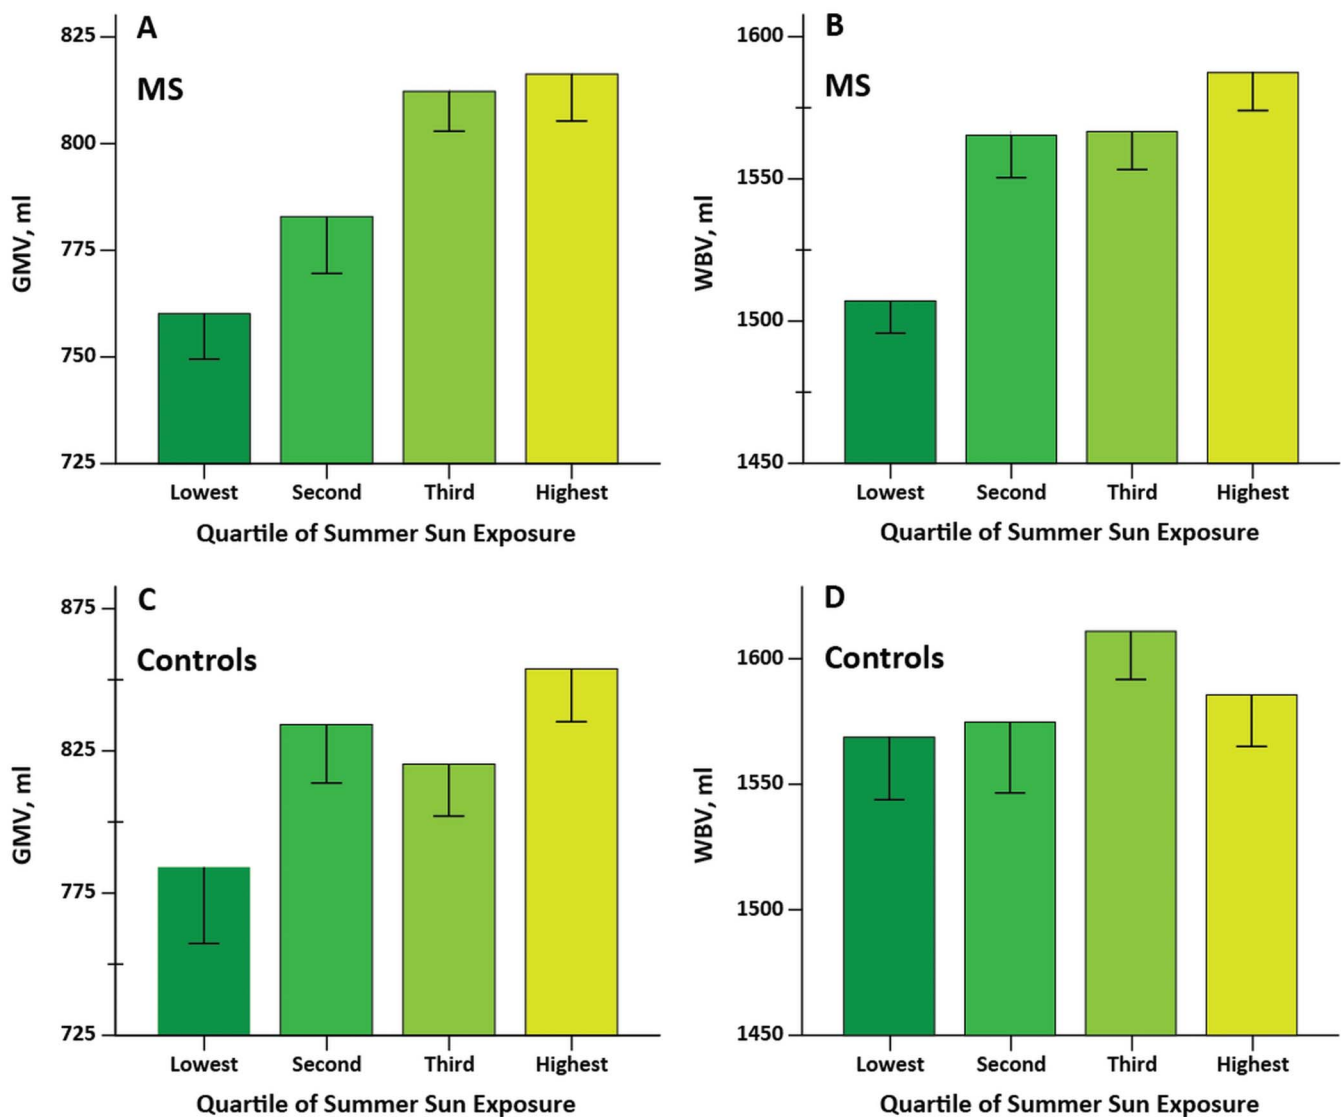 A
MS
GMV, ml
825
800
775
750
725
Lowest Second Third Highest
Quartile of Summer Sun Exposure
B
MS
WBV, ml
1600
1550
1500
1450
Lowest Second Third Highest
Quartile of Summer Sun Exposure
C
Controls
GMV, ml
875
825
775
725
Lowest Second Third Highest
Quartile of Summer Sun Exposure
D
Controls
WBV, ml
1600
1550
1500
1450
Lowest Second Third Highest
Quartile of Summer Sun Exposure